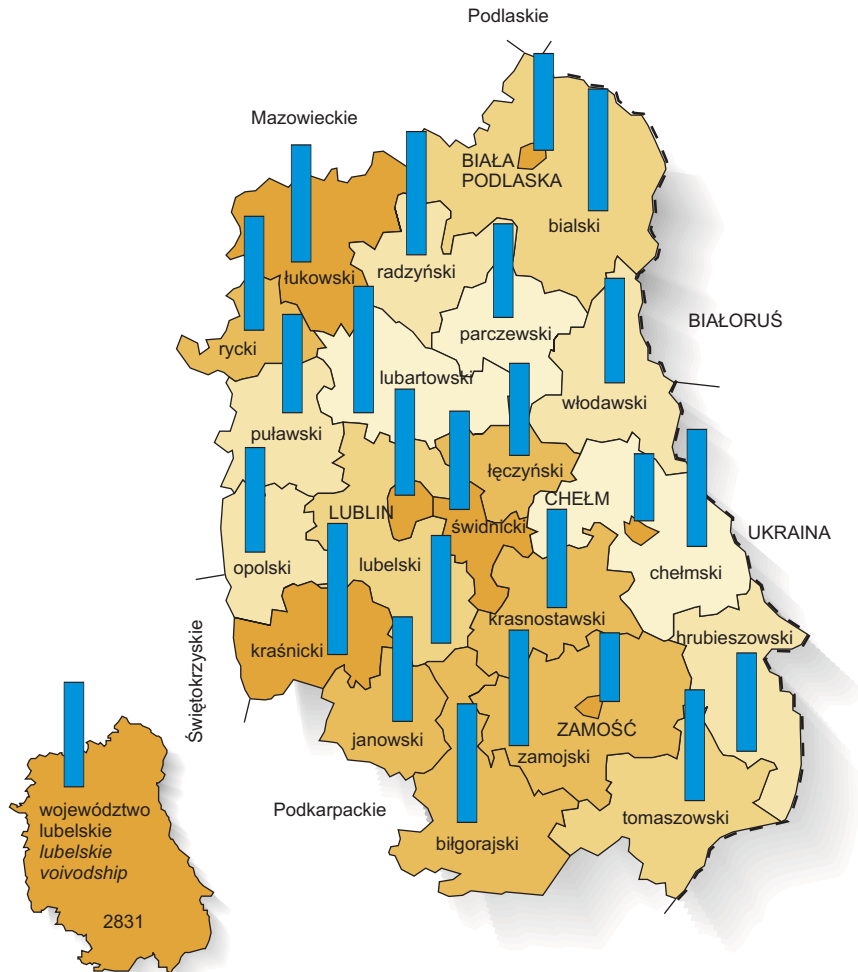 Podlaskie
Mazowieckie
BIAŁA
PODLASKA
bialski
radzyński
łukowski
BIAŁORUŚ
parczewski
rycki
lubartowski
włodawski
puławski
łęczyński
CHEŁM
LUBLIN
świdnicki
UKRAINA
opolski
lubelski
chełmski
krasnostawski
hrubieszowski
kraśnicki
Świętokrzyskie
ZAMOŚĆ
janowski
zamojski
Podkarpackie
tomaszowski
biłgorajski
województwo
lubelskie
lubelskie
voivodship
2831